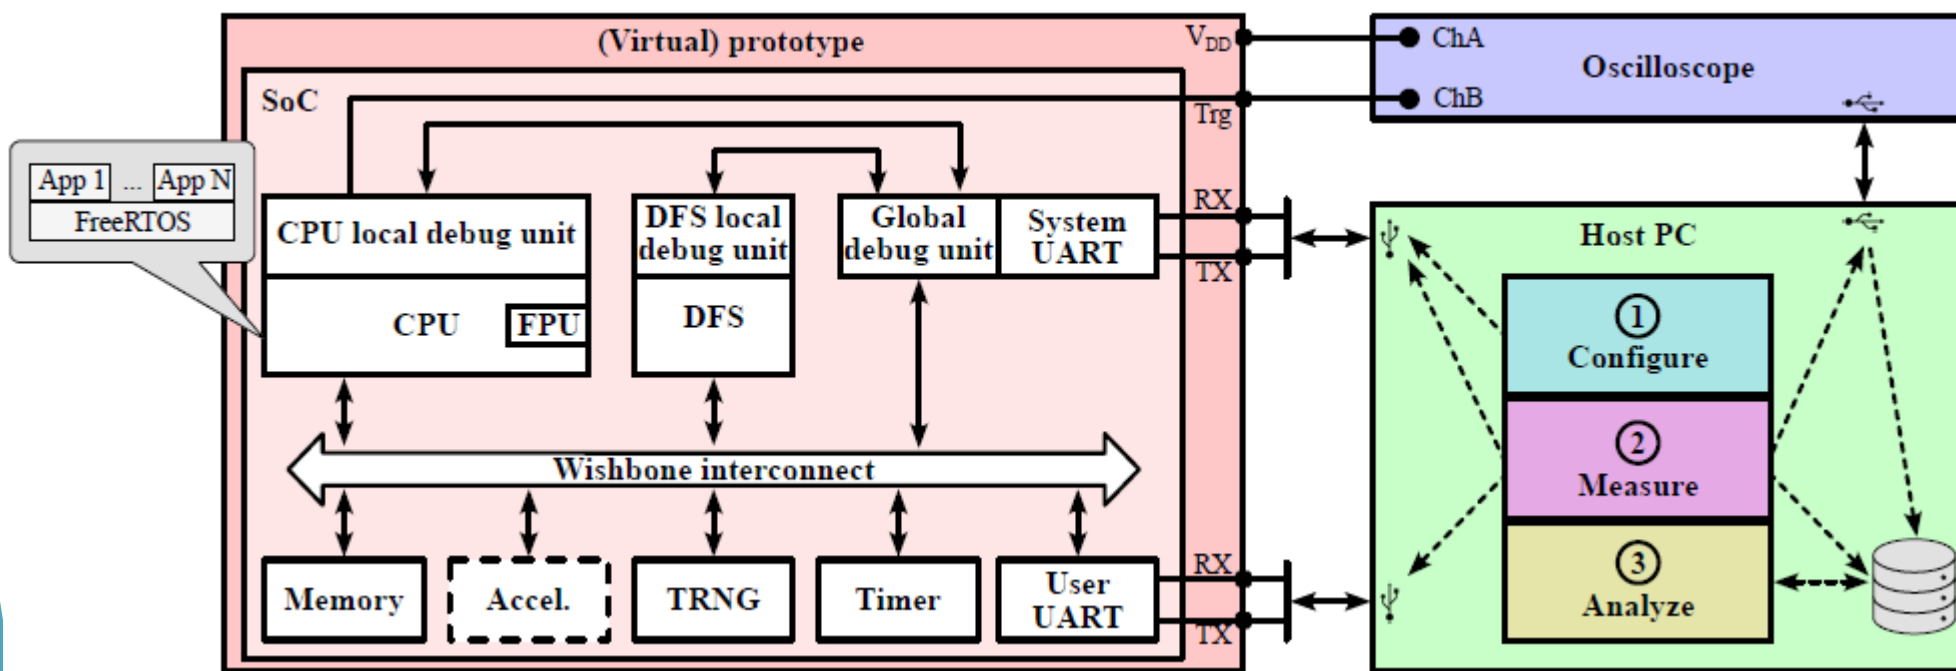 (Virtual) prototype
VDD
ChA
Oscilloscope
SoC
Trg
ChB
App 1 ... App N
FreeRTOS
CPU local debug unit
DFS local
debug unit
Global
debug unit
System
UART
RX
TX
Host PC
CPU
FPU
DFS
1
Configure
2
Measure
3
Analyze
Wishbone interconnect
Memory
Accel.
TRNG
Timer
User
UART
RX
TX